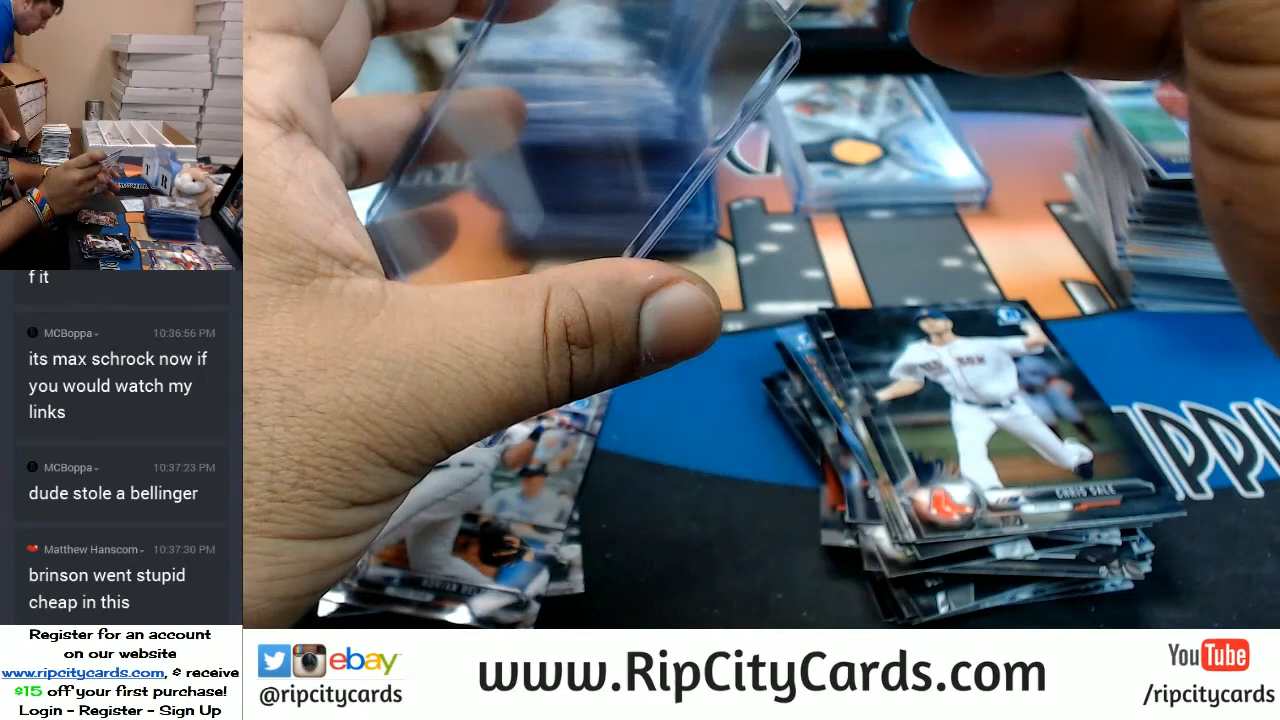 f it
MCBoppa
10:36:56 PM
its max schrock now if
you would watch my
links
MCBoppa
10:37:23 PM
dude stole a bellinger
Matthew Hanscom
10:37:30 PM
brinson went stupid
cheap in this
Register for an account
on our website
www.ripcitycards.com, & receive
$15 off your first purchase!
Login - Register - Sign Up
CHRIS SALE
IPPIN
ebay
@ripcitycards
www.RipCityCards.com
YouTube
/ripcitycards